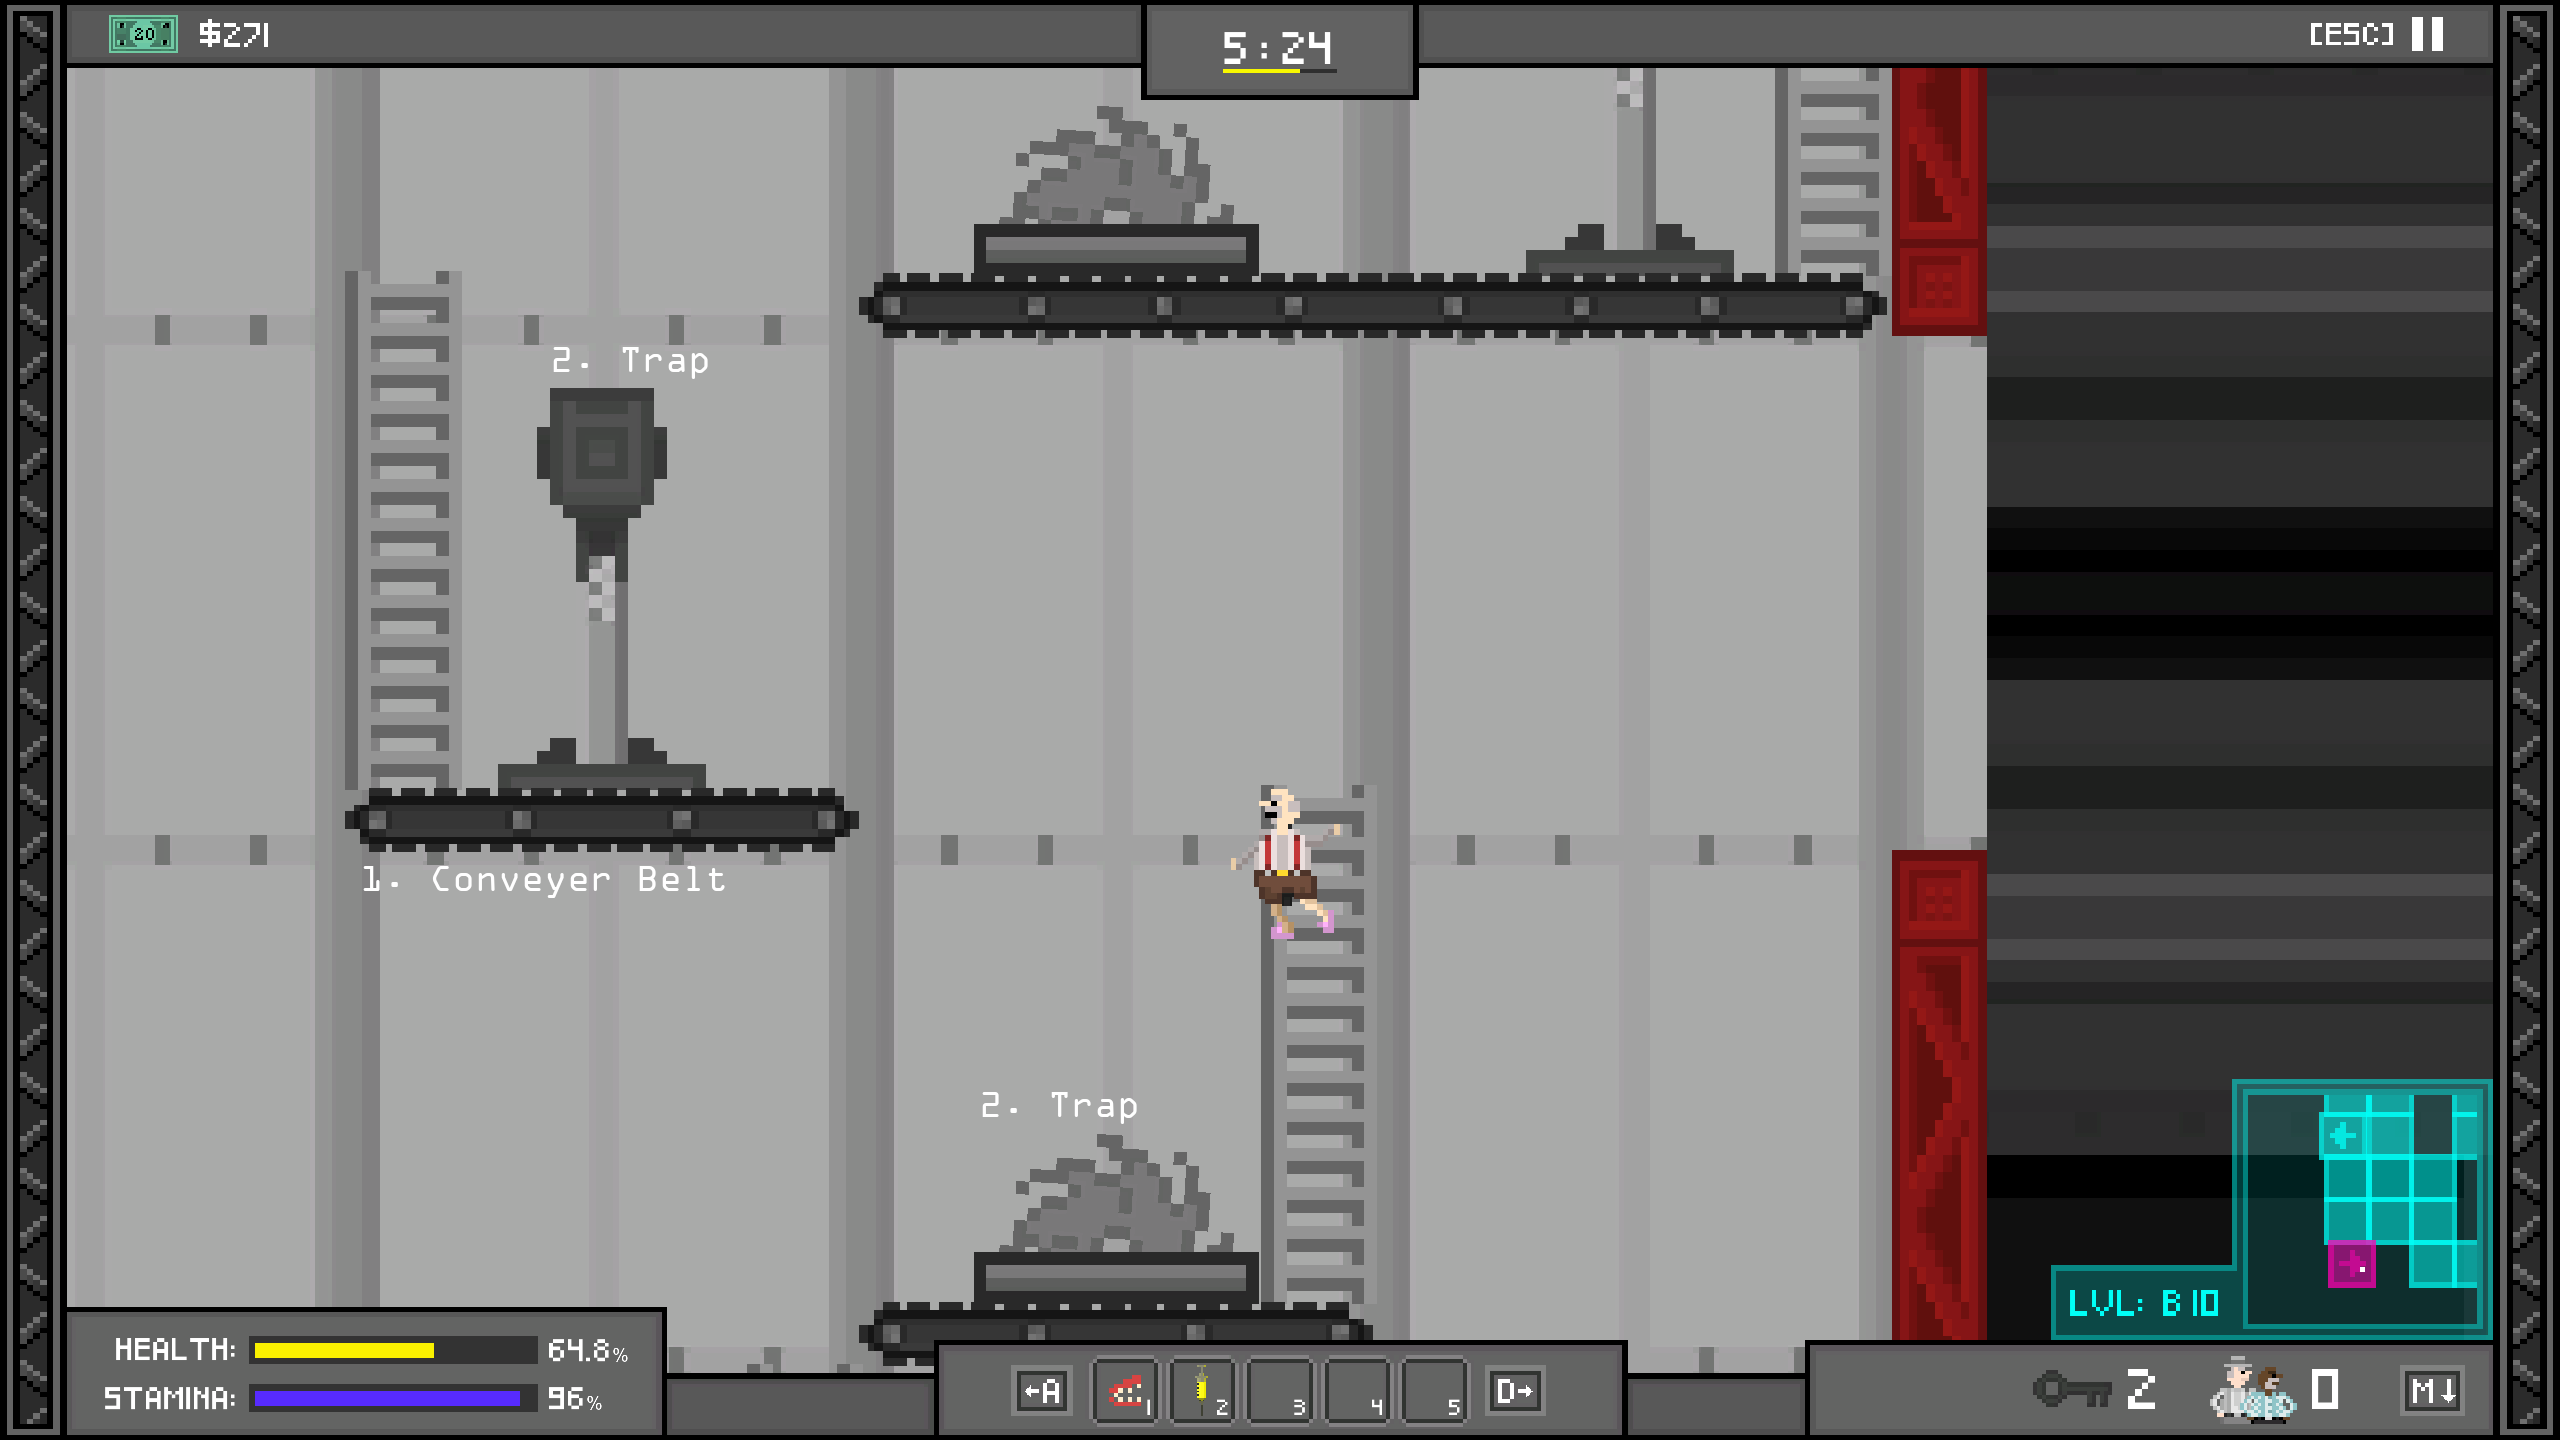 20 $271
5:24
[ESC]
2. Trap
1. Conveyer Belt
2. Trap
LVL: B10
HEALTH: 64.8%
STAMINA: 96%
←A 1 2 3 4 5 D→
2 0 M↓